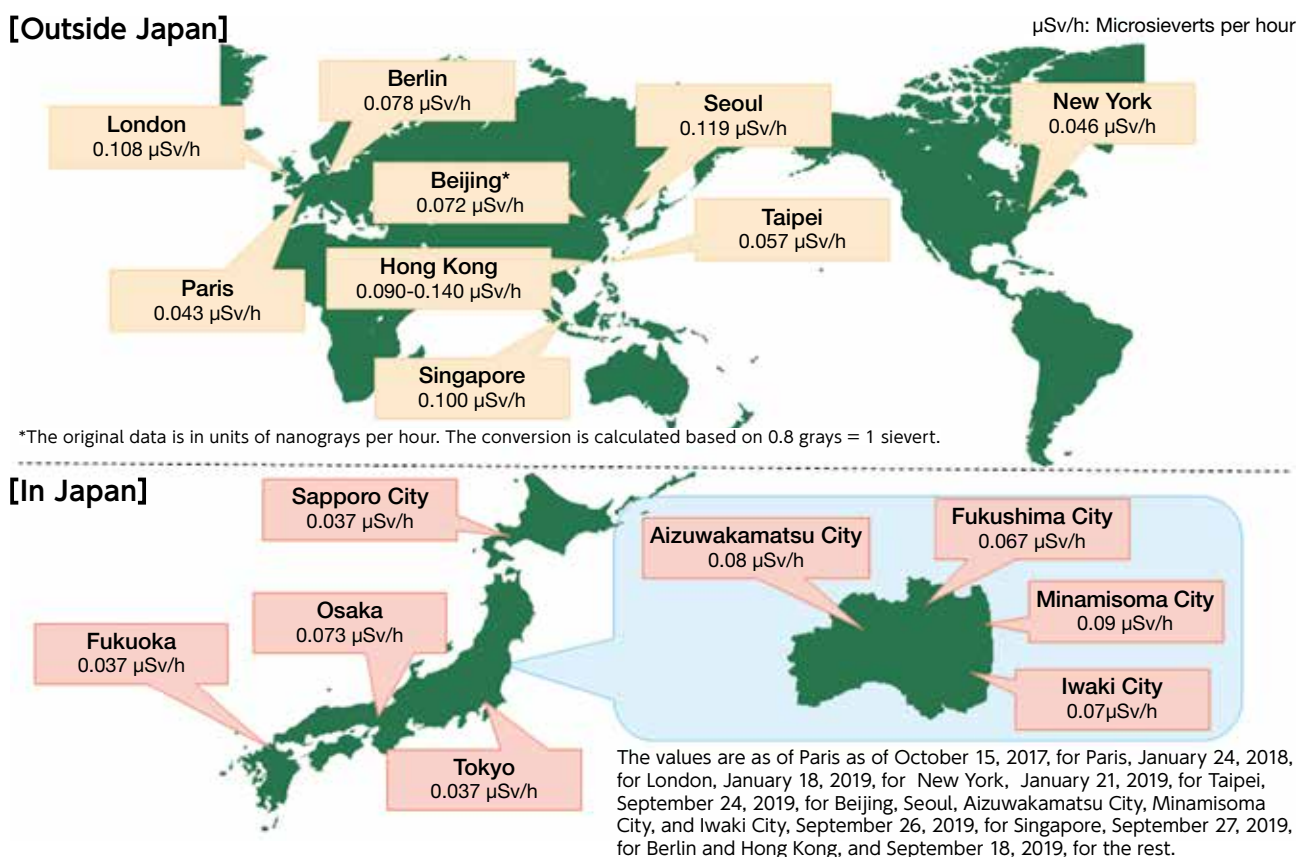 [Outside Japan]
µSv/h: Microsieverts per hour
Berlin
0.078 µSv/h
London
0.108 µSv/h
Seoul
0.119 µSv/h
New York
0.046 µSv/h
Beijing*
0.072 µSv/h
Taipei
0.057 µSv/h
Hong Kong
0.090-0.140 µSv/h
Paris
0.043 µSv/h
Singapore
0.100 µSv/h
*The original data is in units of nanograys per hour. The conversion is calculated based on 0.8 grays = 1 sievert.
[In Japan]
Sapporo City
0.037 µSv/h
Osaka
0.073 µSv/h
Fukuoka
0.037 µSv/h
Tokyo
0.037 µSv/h
Aizuwakamatsu City
0.08 µSv/h
Fukushima City
0.067 µSv/h
Minamisoma City
0.09 µSv/h
Iwaki City
0.07µSv/h
The values are as of Paris as of October 15, 2017, for Paris, January 24, 2018,
for London, January 18, 2019, for New York, January 21, 2019, for Taipei,
September 24, 2019, for Beijing, Seoul, Aizuwakamatsu City, Minamisoma
City, and Iwaki City, September 26, 2019, for Singapore, September 27, 2019,
for Berlin and Hong Kong, and September 18, 2019, for the rest.